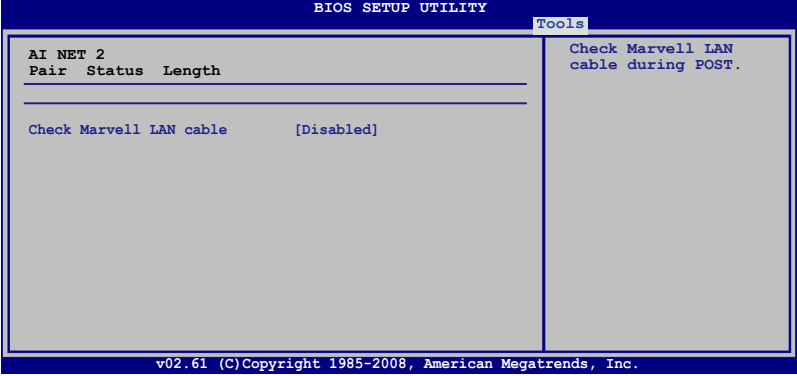 BIOS SETUP UTILITY
Tools
AI NET 2
Pair Status Length
Check Marvell LAN cable [Disabled]
Check Marvell LAN
cable during POST.
v02.61 (C)Copyright 1985-2008, American Megatrends, Inc.